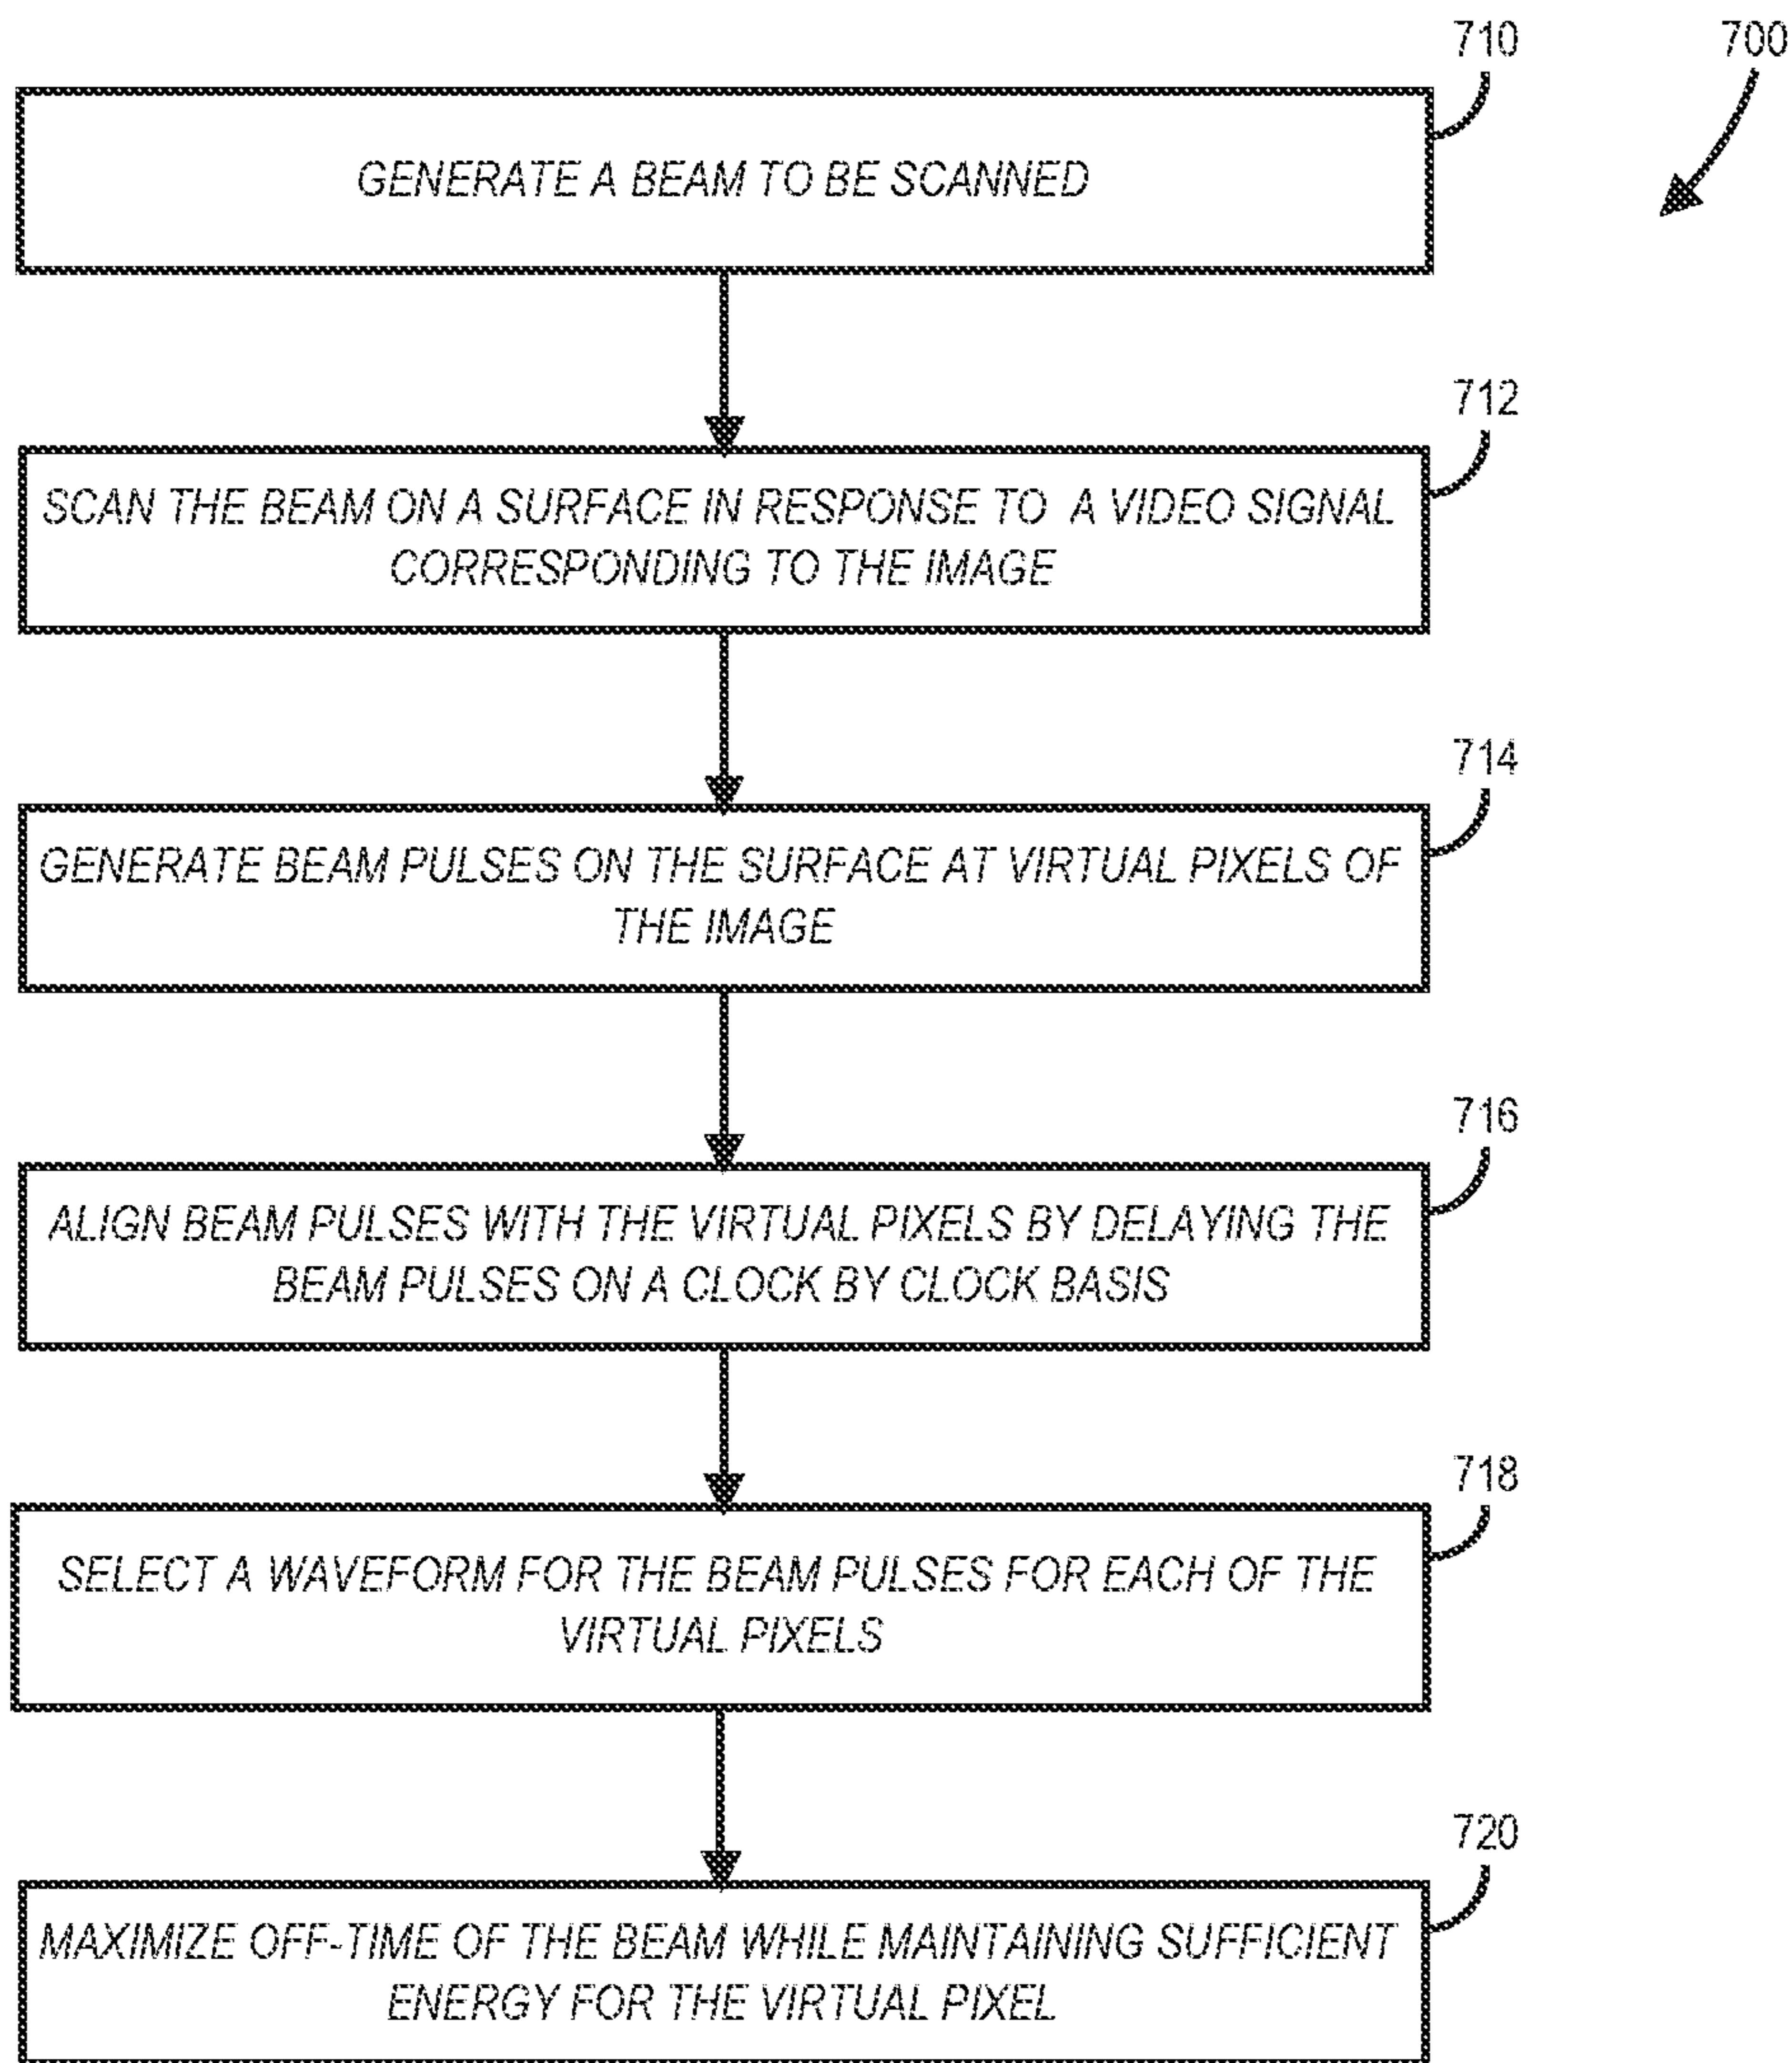 710
700
GENERATE A BEAM TO BE SCANNED
712
SCAN THE BEAM ON A SURFACE IN RESPONSE TO A VIDEO SIGNAL
CORRESPONDING TO THE IMAGE
714
GENERATE BEAM PULSES ON THE SURFACE AT VIRTUAL PIXELS OF
THE IMAGE
716
ALIGN BEAM PULSES WITH THE VIRTUAL PIXELS BY DELAYING THE
BEAM PULSES ON A CLOCK BY CLOCK BASIS
718
SELECT A WAVEFORM FOR THE BEAM PULSES FOR EACH OF THE
VIRTUAL PIXELS
720
MAXIMIZE OFF-TIME OF THE BEAM WHILE MAINTAINING SUFFICIENT
ENERGY FOR THE VIRTUAL PIXEL